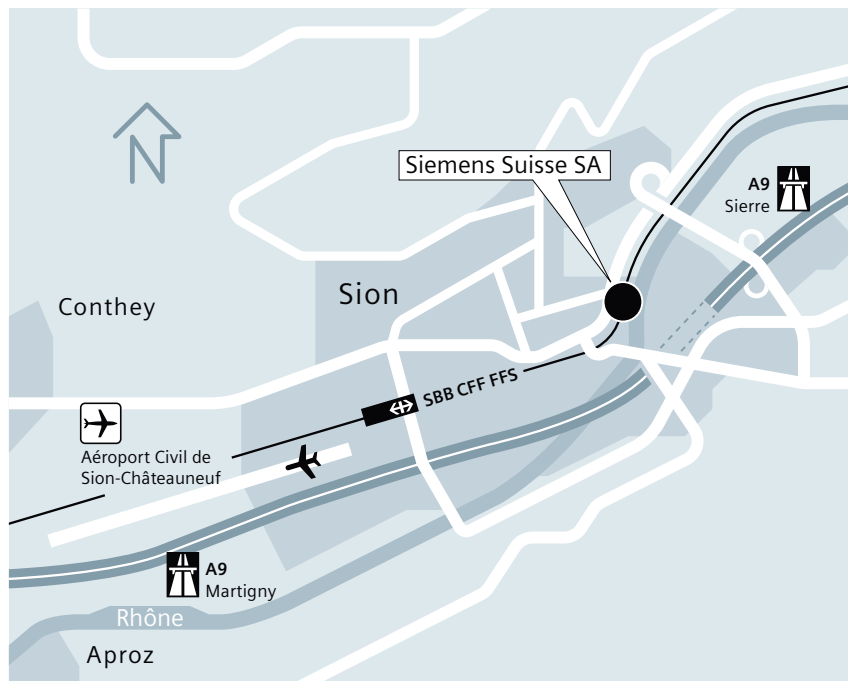 N
Siemens Suisse SA
A9
Sierre
Sion
Conthey
SBB CFF FFS
Aéroport Civil de
Sion-Châteauneuf
A9
Martigny
Rhône
Aproz